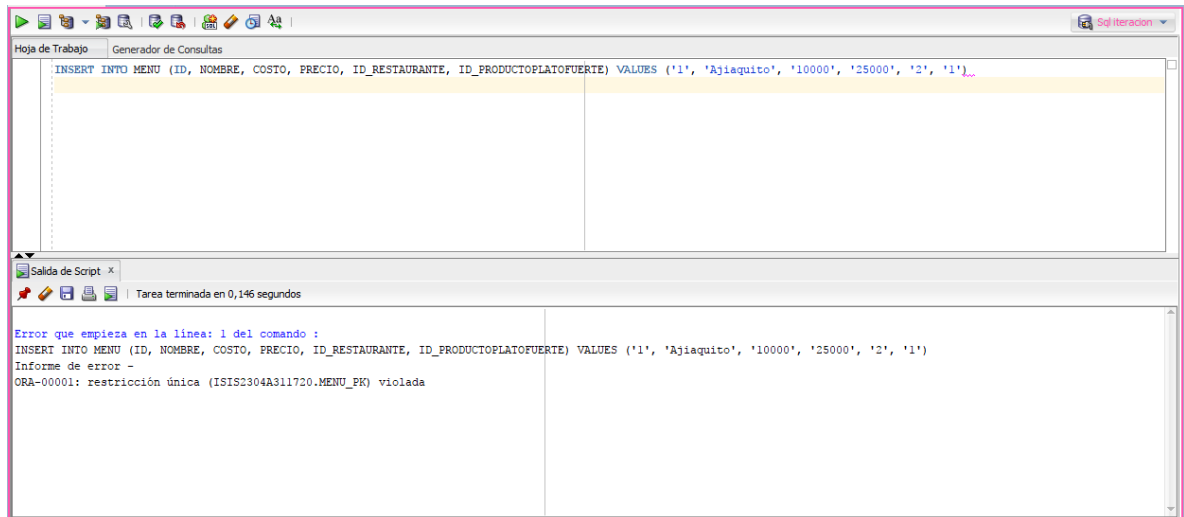 Sql iteracion
Hoja de Trabajo Generador de Consultas
INSERT INTO MENU (ID, NOMBRE, COSTO, PRECIO, ID_RESTAURANTE, ID_PRODUCTOPLATOFUERTE) VALUES ('1', 'Ajiaquito', '10000', '25000', '2', '1')
Salida de Script x
Tarea terminada en 0,146 segundos
Error que empieza en la línea: 1 del comando :
INSERT INTO MENU (ID, NOMBRE, COSTO, PRECIO, ID_RESTAURANTE, ID_PRODUCTOPLATOFUERTE) VALUES ('1', 'Ajiaquito', '10000', '25000', '2', '1')
Informe de error -
ORA-00001: restricción única (ISIS2304A311720.MENU_PK) violada